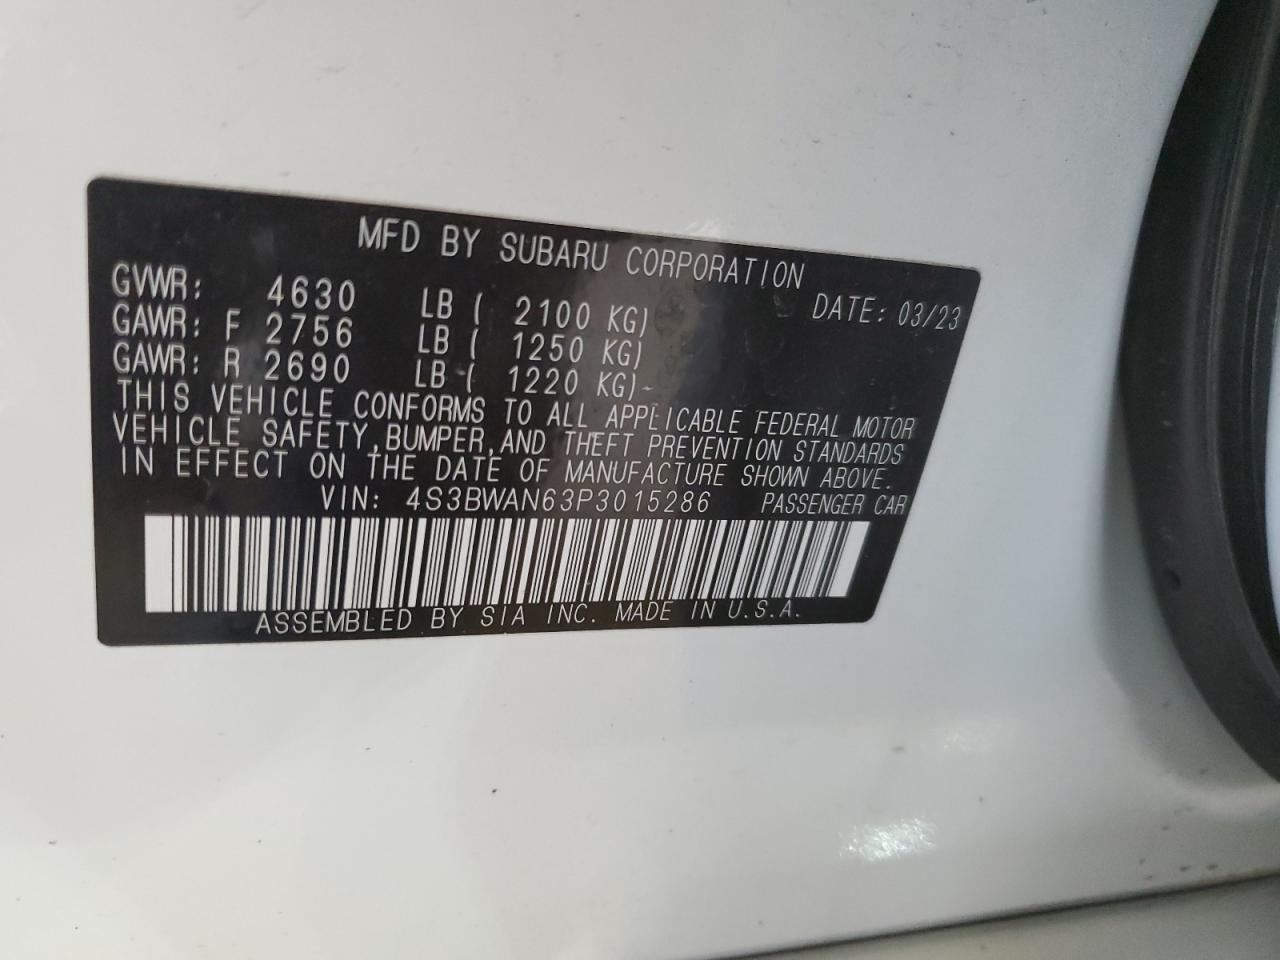 MFD BY SUBARU CORPORATION
GVWR: 4630 LB ( 2100 KG) DATE: 03/23
GAWR: F 2756 LB ( 1250 KG)
GAWR: R 2690 LB ( 1220 KG)
THIS VEHICLE CONFORMS TO ALL APPLICABLE FEDERAL MOTOR
VEHICLE SAFETY,BUMPER,AND THEFT PREVENTION STANDARDS
IN EFFECT ON THE DATE OF MANUFACTURE SHOWN ABOVE.
VIN: 4S3BWAN63P3015286 PASSENGER CAR
ASSEMBLED BY SIA INC. MADE IN U.S.A.